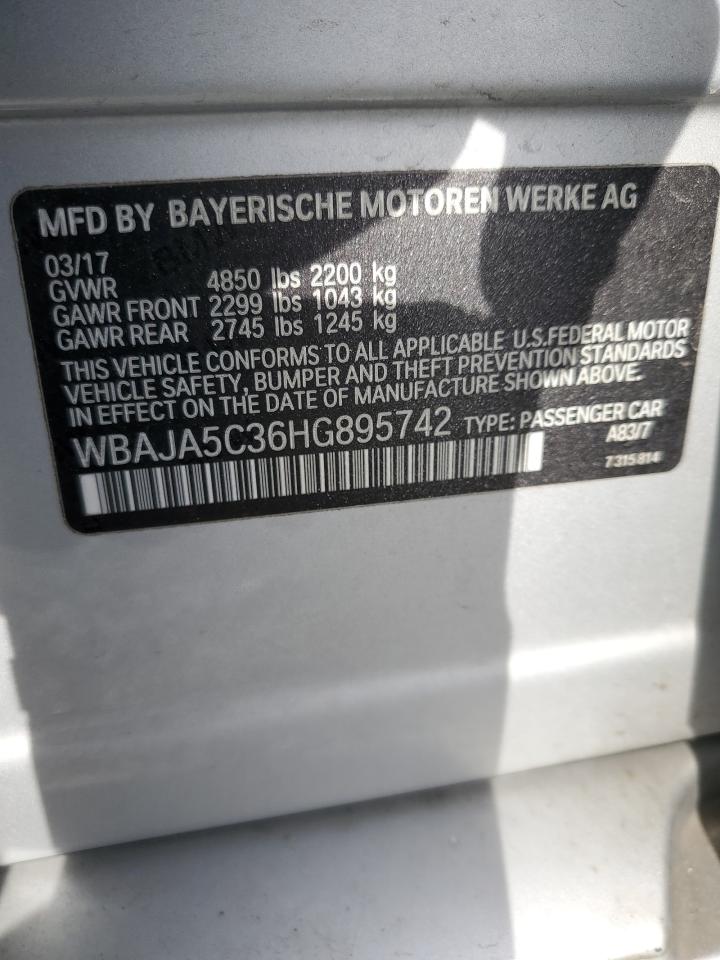 MFD BY BAYERISCHE MOTOREN WERKE AG
03/17
GVWR 4850 lbs 2200 kg
GAWR FRONT 2299 lbs 1043 kg
GAWR REAR 2745 lbs 1245 kg
THIS VEHICLE CONFORMS TO ALL APPLICABLE U.S.FEDERAL MOTOR
VEHICLE SAFETY, BUMPER AND THEFT PREVENTION STANDARDS
IN EFFECT ON THE DATE OF MANUFACTURE SHOWN ABOVE.
WBAJA5C36HG895742 TYPE: PASSENGER CAR
A83/7
7315814